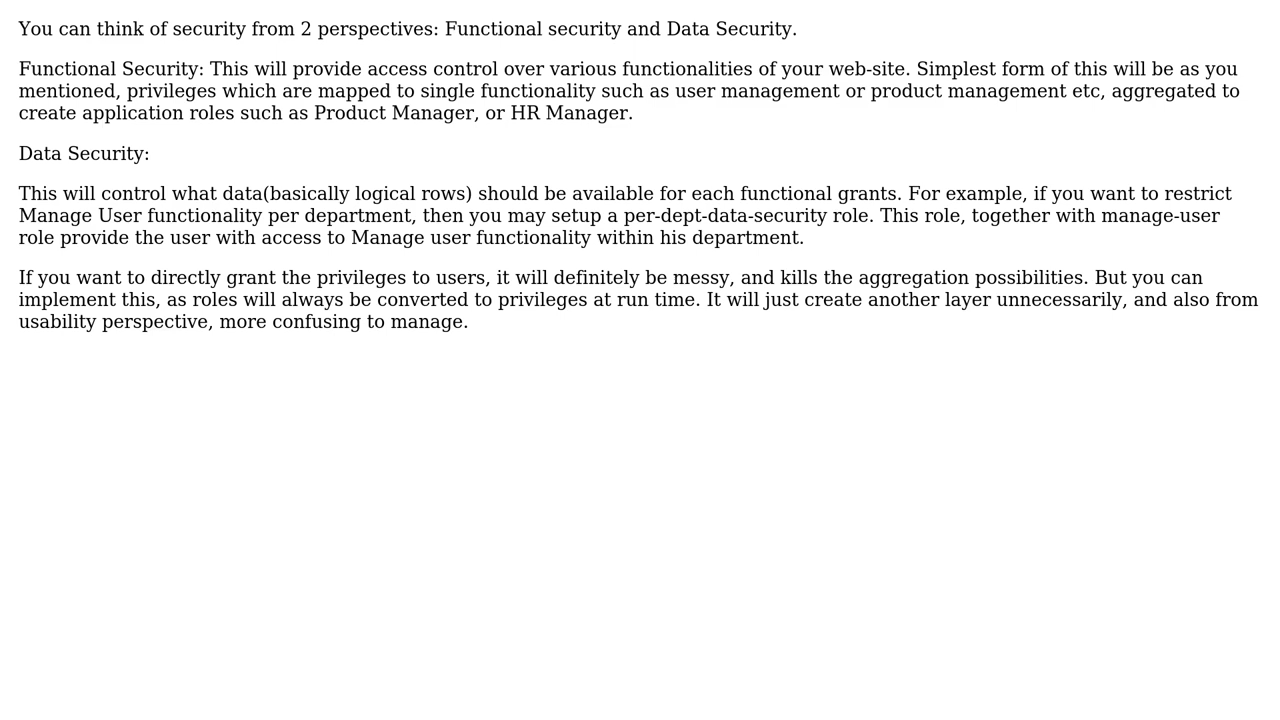 You can think of security from 2 perspectives: Functional security and Data Security.
Functional Security: This will provide access control over various functionalities of your web-site. Simplest form of this will be as you
mentioned, privileges which are mapped to single functionality such as user management or product management etc, aggregated to
create application roles such as Product Manager, or HR Manager.
Data Security:
This will control what data(basically logical rows) should be available for each functional grants. For example, if you want to restrict
Manage User functionality per department, then you may setup a per-dept-data-security role. This role, together with manage-user
role provide the user with access to Manage user functionality within his department.
If you want to directly grant the privileges to users, it will definitely be messy, and kills the aggregation possibilities. But you can
implement this, as roles will always be converted to privileges at run time. It will just create another layer unnecessarily, and also from
usability perspective, more confusing to manage.